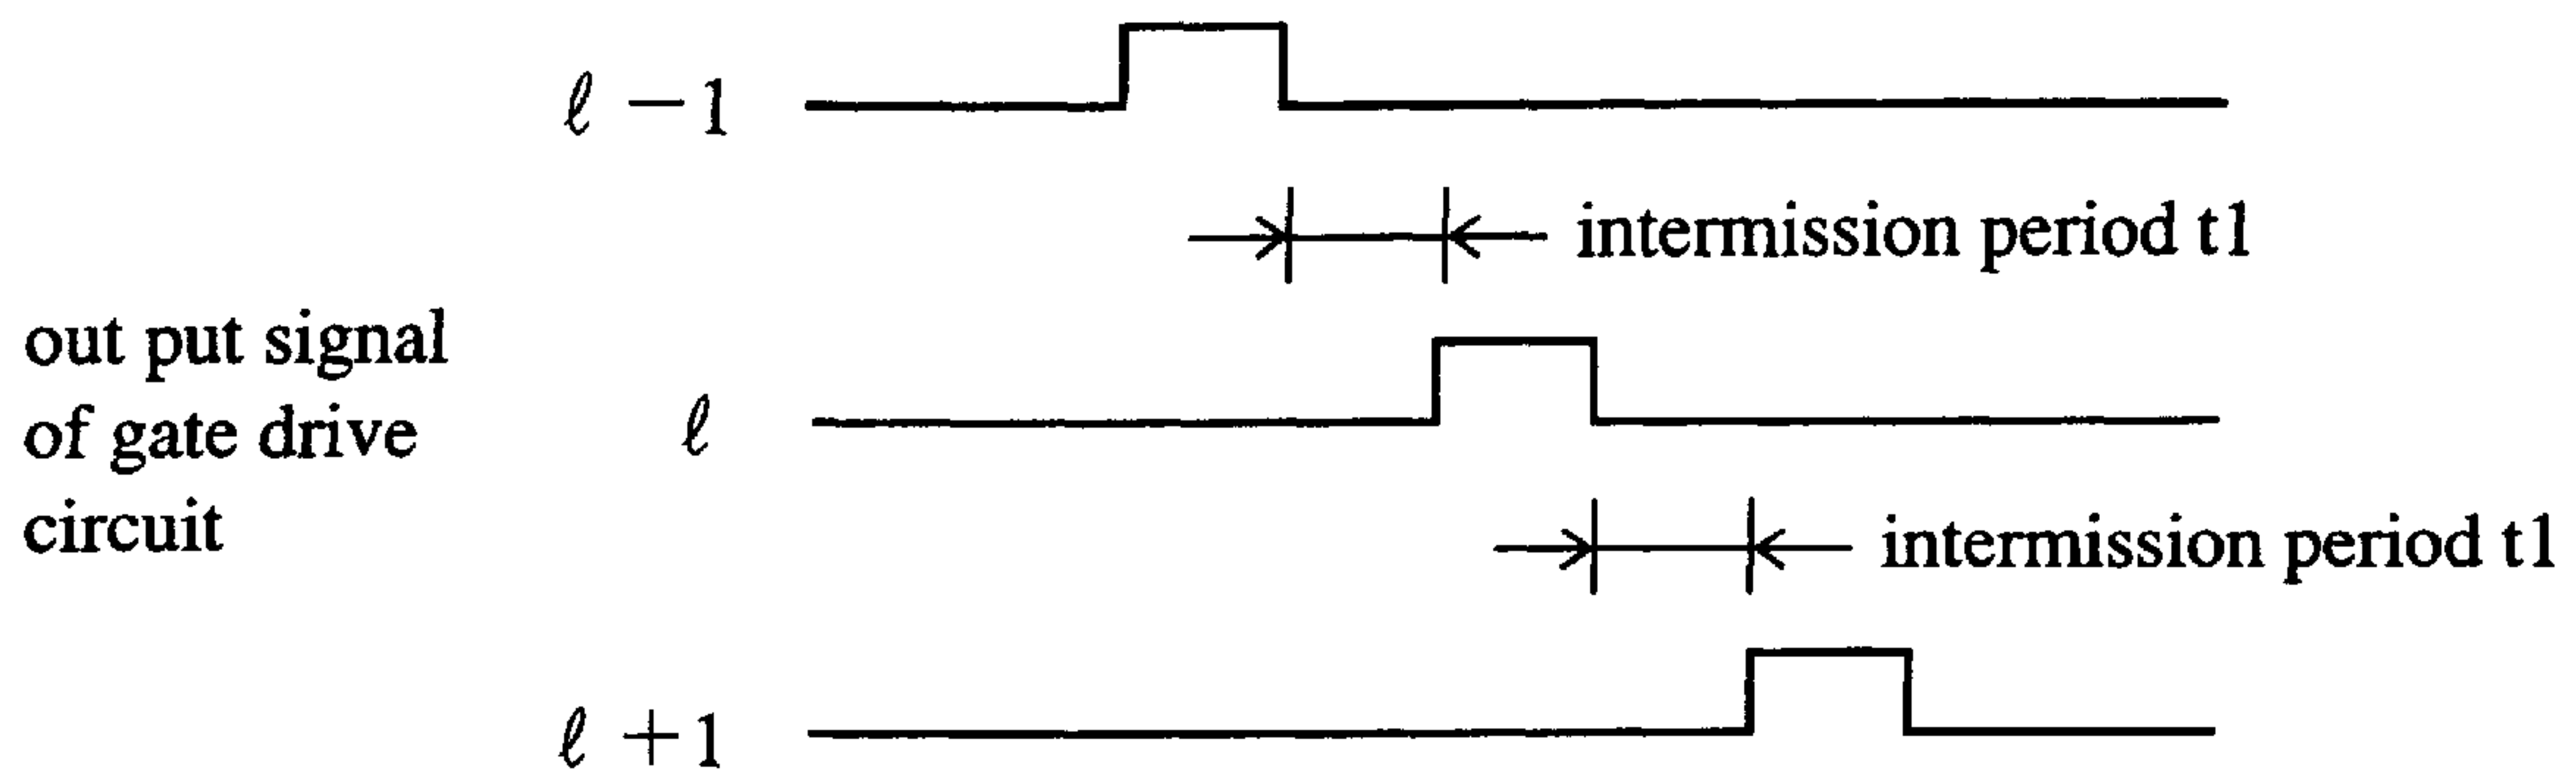 ℓ −1
intermission period t1
out put signal
of gate drive
circuit
ℓ
intermission period t1
ℓ +1